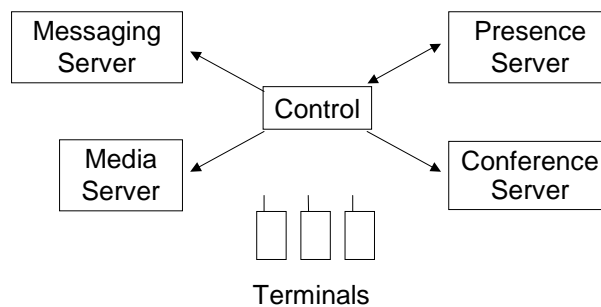 Messaging
Server
Presence
Server
Control
Media
Server
Conference
Server
Terminals